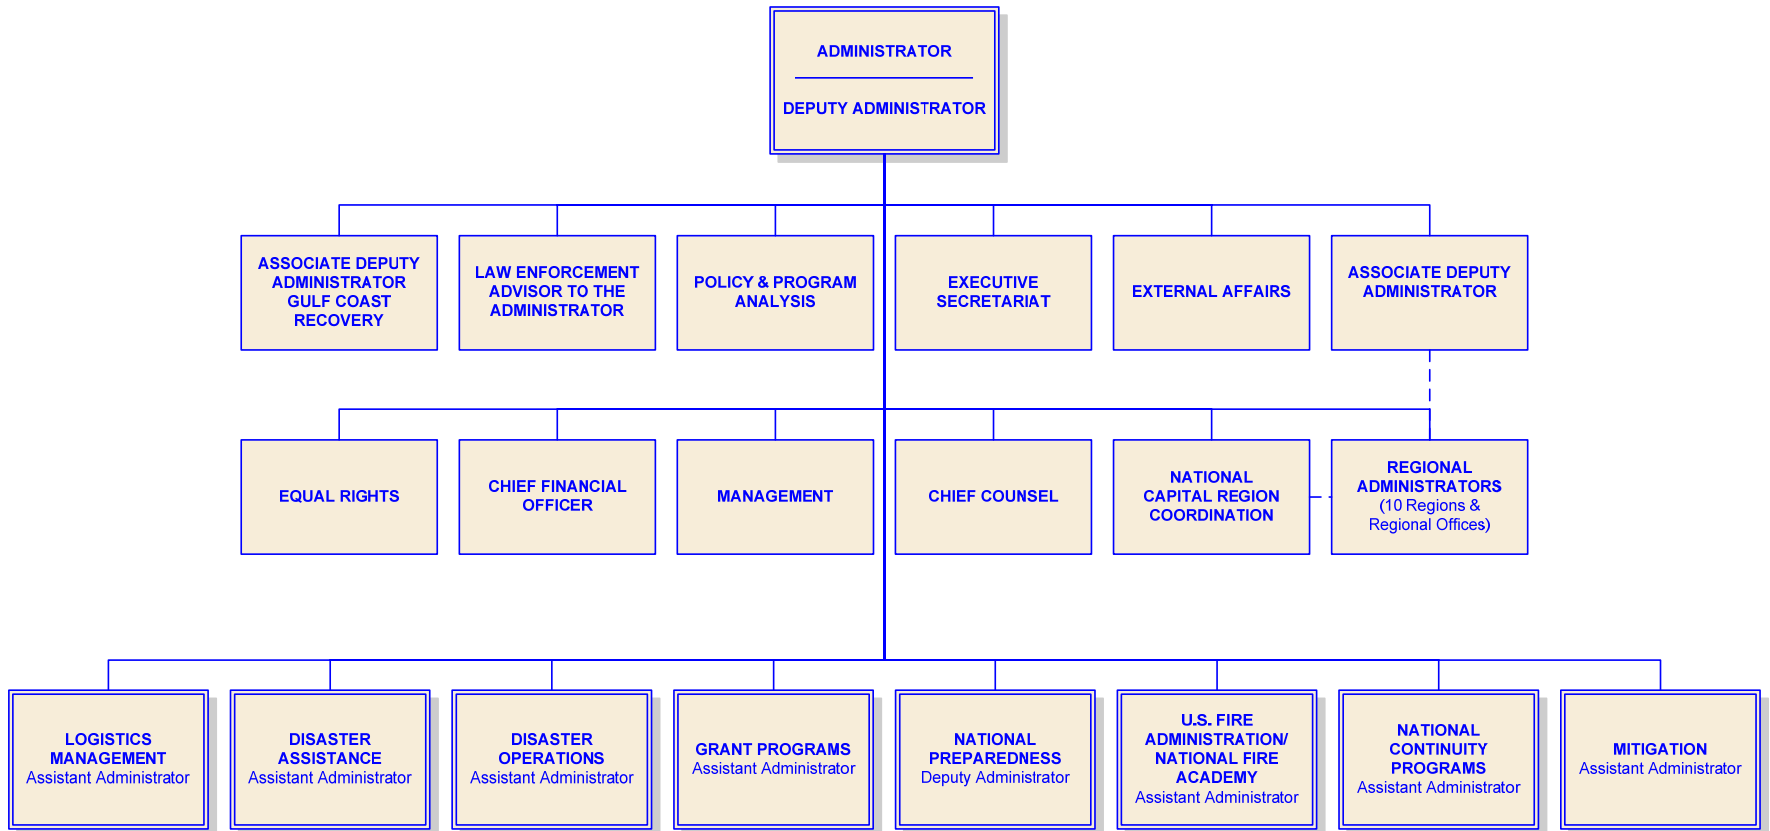 ADMINISTRATOR
DEPUTY ADMINISTRATOR
ASSOCIATE DEPUTY
ADMINISTRATOR
GULF COAST
RECOVERY
LAW ENFORCEMENT
ADVISOR TO THE
ADMINISTRATOR
POLICY & PROGRAM
ANALYSIS
EXECUTIVE
SECRETARIAT
EXTERNAL AFFAIRS
ASSOCIATE DEPUTY
ADMINISTRATOR
EQUAL RIGHTS
CHIEF FINANCIAL
OFFICER
MANAGEMENT
CHIEF COUNSEL
NATIONAL
CAPITAL REGION
COORDINATION
REGIONAL
ADMINISTRATORS
(10 Regions &
Regional Offices)
LOGISTICS
MANAGEMENT
Assistant Administrator
DISASTER
ASSISTANCE
Assistant Administrator
DISASTER
OPERATIONS
Assistant Administrator
GRANT PROGRAMS
Assistant Administrator
NATIONAL
PREPAREDNESS
Deputy Administrator
U.S. FIRE
ADMINISTRATION/
NATIONAL FIRE
ACADEMY
Assistant Administrator
NATIONAL
CONTINUITY
PROGRAMS
Assistant Administrator
MITIGATION
Assistant Administrator